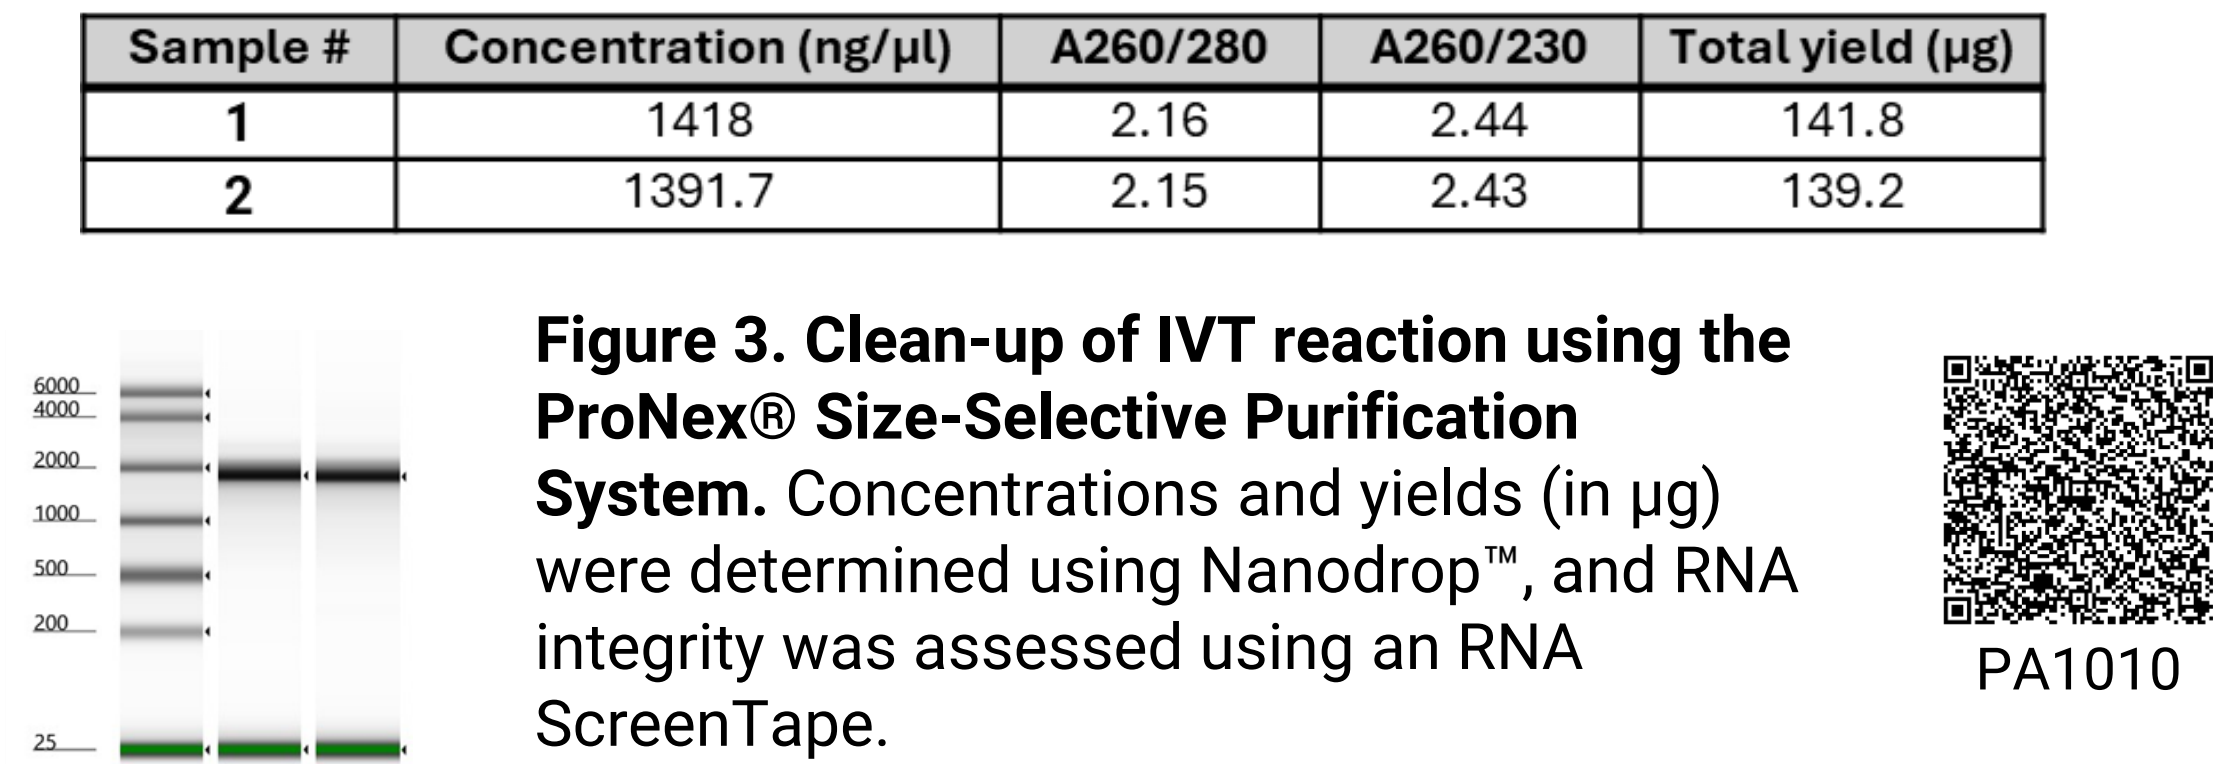 Sample # Concentration (ng/µl) A260/280 A260/230 Total yield (µg)
1 1418 2.16 2.44 141.8
2 1391.7 2.15 2.43 139.2
6000
4000
2000
1000
500
200
25
Figure 3. Clean-up of IVT reaction using the
ProNex® Size-Selective Purification
System. Concentrations and yields (in µg)
were determined using Nanodrop™, and RNA
integrity was assessed using an RNA
ScreenTape.
PA1010